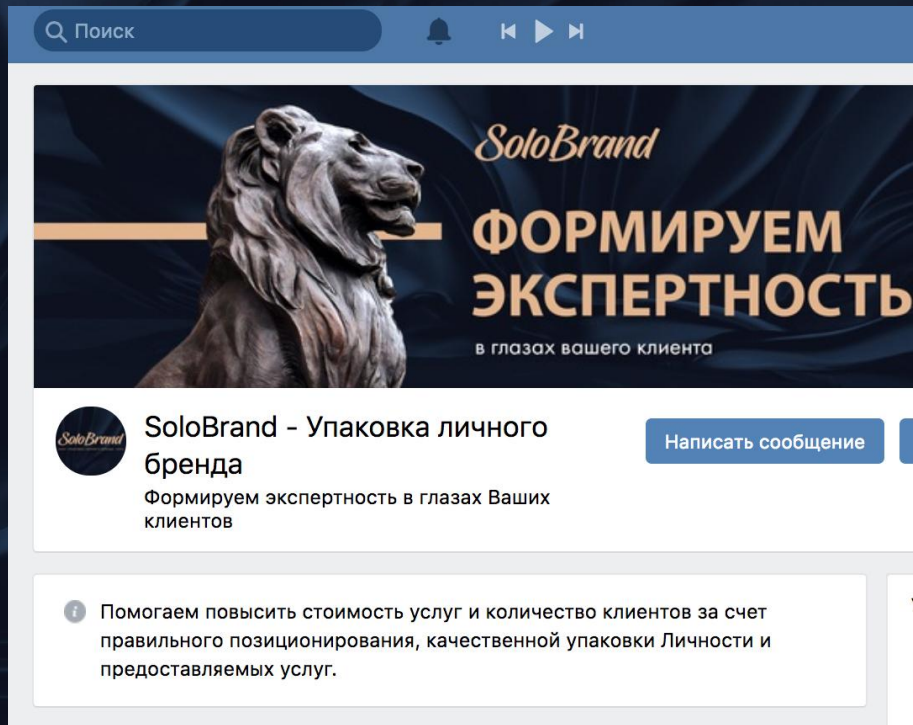 Поиск
SoloBrand
ФОРМИРУЕМ
ЭКСПЕРТНОСТЬ
в глазах вашего клиента
SoloBrand
SoloBrand - Упаковка личного
бренда
Формируем экспертность в глазах Ваших
клиентов
Написать сообщение
Помогаем повысить стоимость услуг и количество клиентов за счет
правильного позиционирования, качественной упаковки Личности и
предоставляемых услуг.